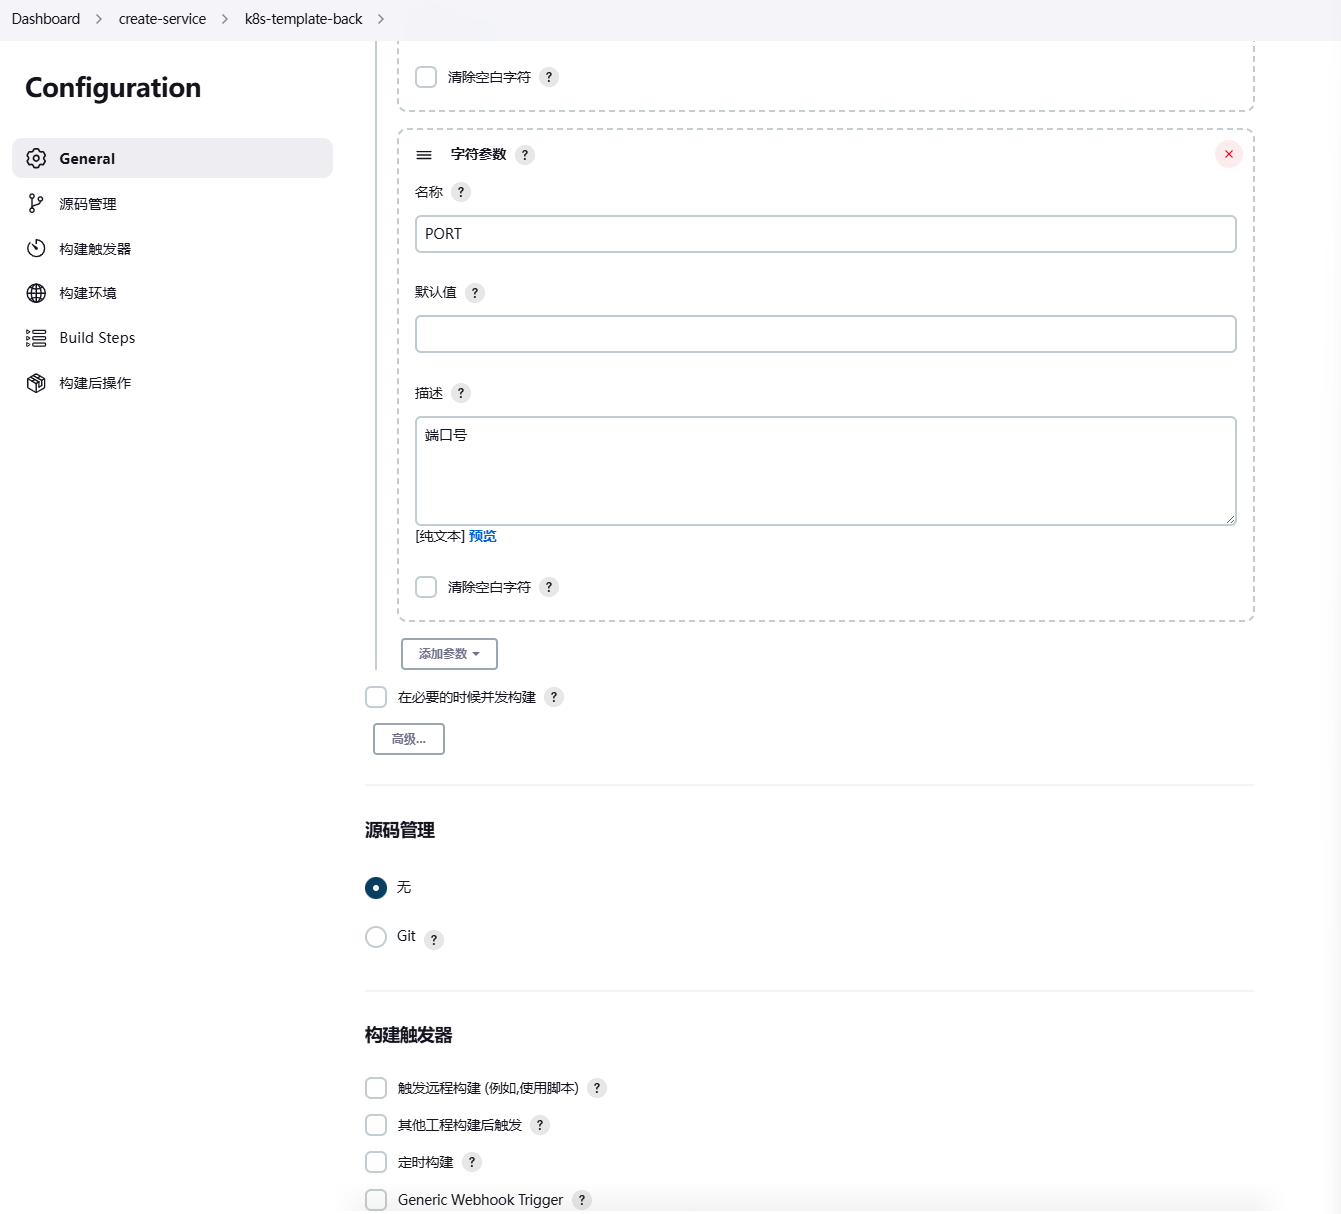 Dashboard > create-service > k8s-template-back >
Configuration
General
源码管理
构建触发器
构建环境
Build Steps
构建后操作
清除空白字符 ?
字符参数 ?
名称 ?
PORT
默认值 ?
描述 ?
端口号
[纯文本] 预览
清除空白字符 ?
添加参数
在必要的时候并发构建 ?
高级...
源码管理
无
Git ?
构建触发器
触发远程构建 (例如,使用脚本) ?
其他工程构建后触发 ?
定时构建 ?
Generic Webhook Trigger ?